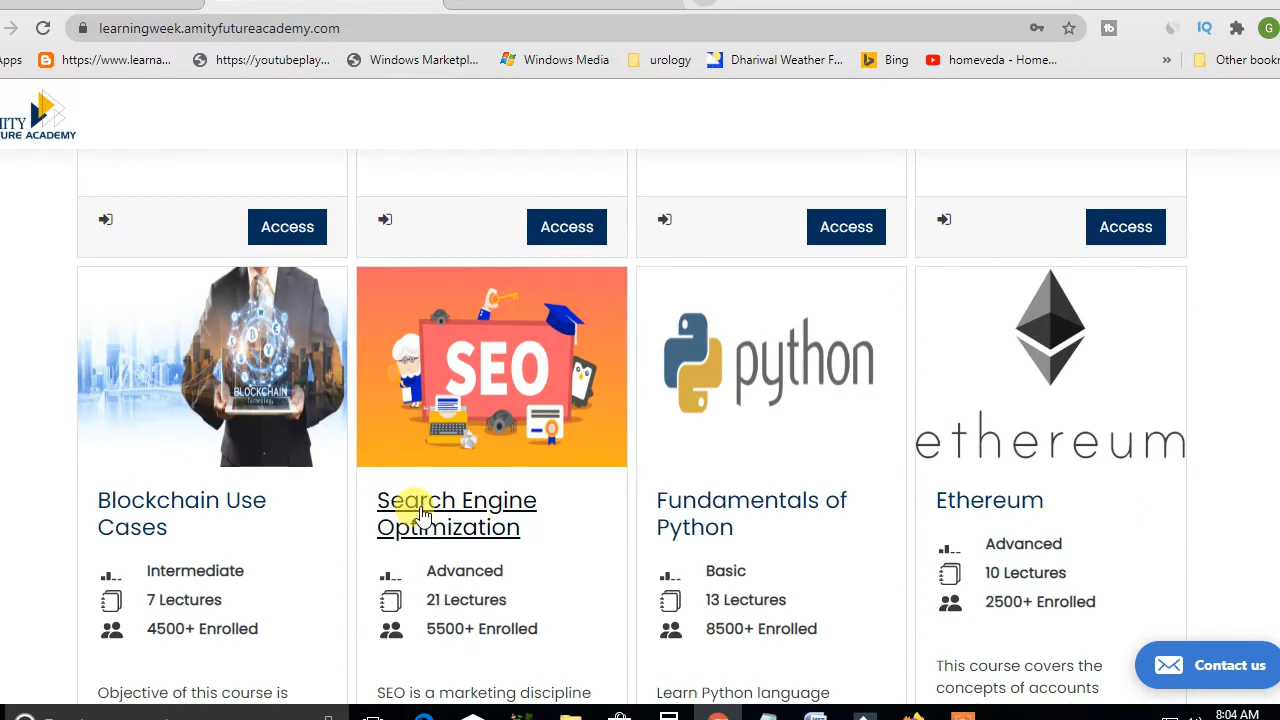 learningweek.amityfutureacademy.com
G
pps
https://www.learn...
http://youtubeplay...
Windows Marketpl...
Windows Media
urology
Dhariwal Weather F...
Bing
homeveda - Home...
»
Other book
ITY
URE ACADEMY
Access
Access
Access
Access
BLOCKCHAIN
SEO
python
ethereum
Blockchain Use
Cases
Intermediate
7 Lectures
4500+ Enrolled
Objective of this course is
Search Engine
Optimization
Advanced
21 Lectures
5500+ Enrolled
SEO is a marketing discipline
Fundamentals of
Python
Basic
13 Lectures
8500+ Enrolled
Learn Python language
Ethereum
Advanced
10 Lectures
2500+ Enrolled
This course covers the
concepts of accounts
Contact us
8:04 AM